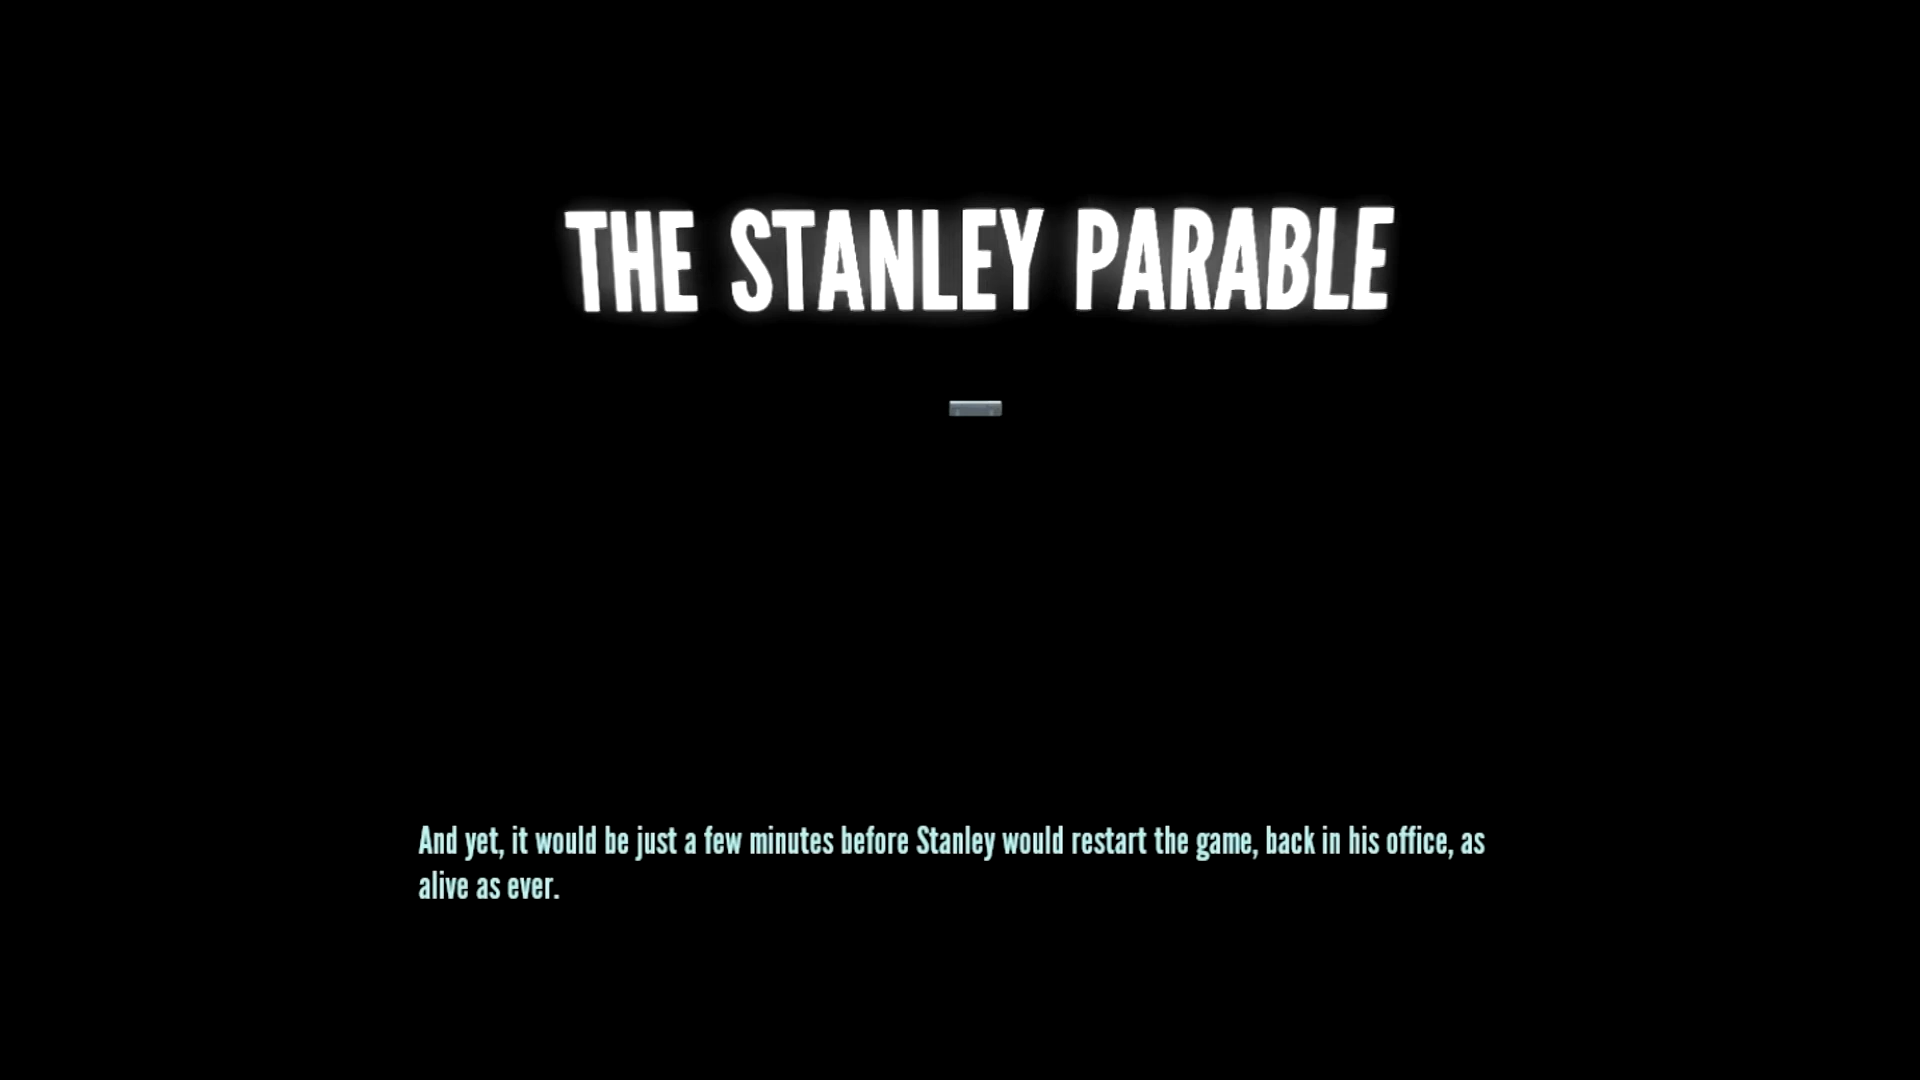 THE STANLEY PARABLE
And yet, it would be just a few minutes before Stanley would restart the game, back in his office, as
alive as ever.